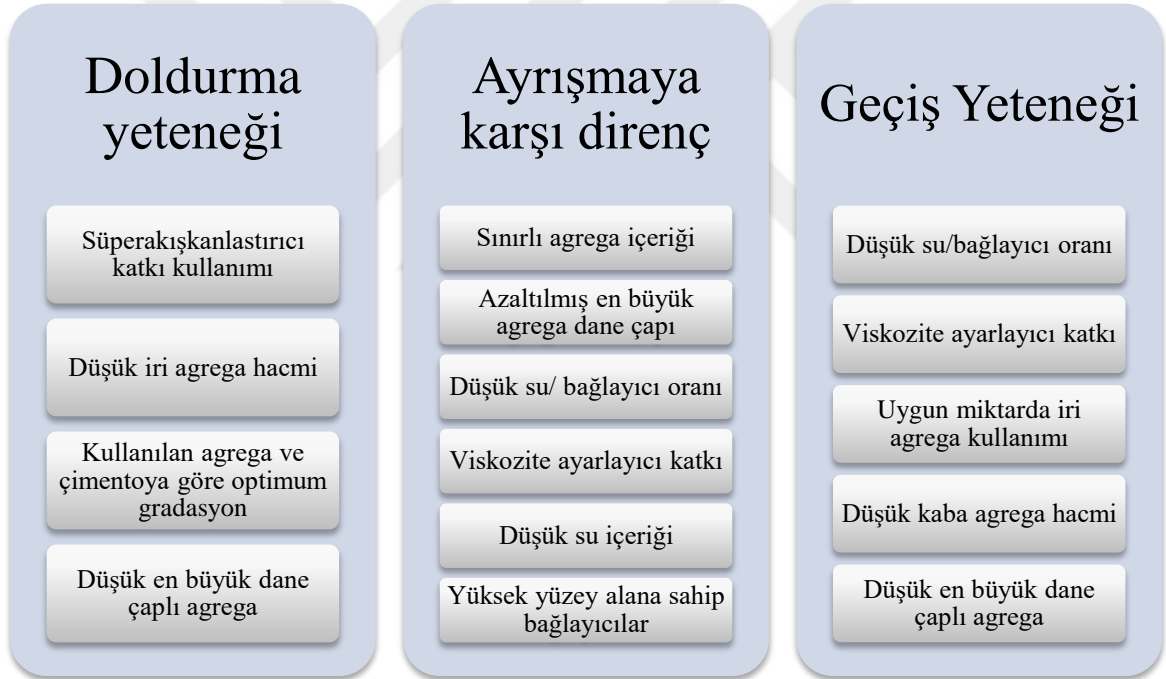 Doldurma
yeteneği
Süperakışkanlastırıcı
katkı kullanımı
Düşük iri agrega hacmi
Kullanılan agrega ve
çimentoya göre optimum
gradasyon
Düşük en büyük dane
çaplı agrega
Ayrışmaya
karşı direnç
Sınırlı agrega içeriği
Azaltılmış en büyük
agrega dane çapı
Düşük su/ bağlayıcı oranı
Viskozite ayarlayıcı katkı
Düşük su içeriği
Yüksek yüzey alana sahip
bağlayıcılar
Geçiş Yeteneği
Düşük su/bağlayıcı oranı
Viskozite ayarlayıcı katkı
Uygun miktarda iri
agrega kullanımı
Düşük kaba agrega hacmi
Düşük en büyük dane
çaplı agrega